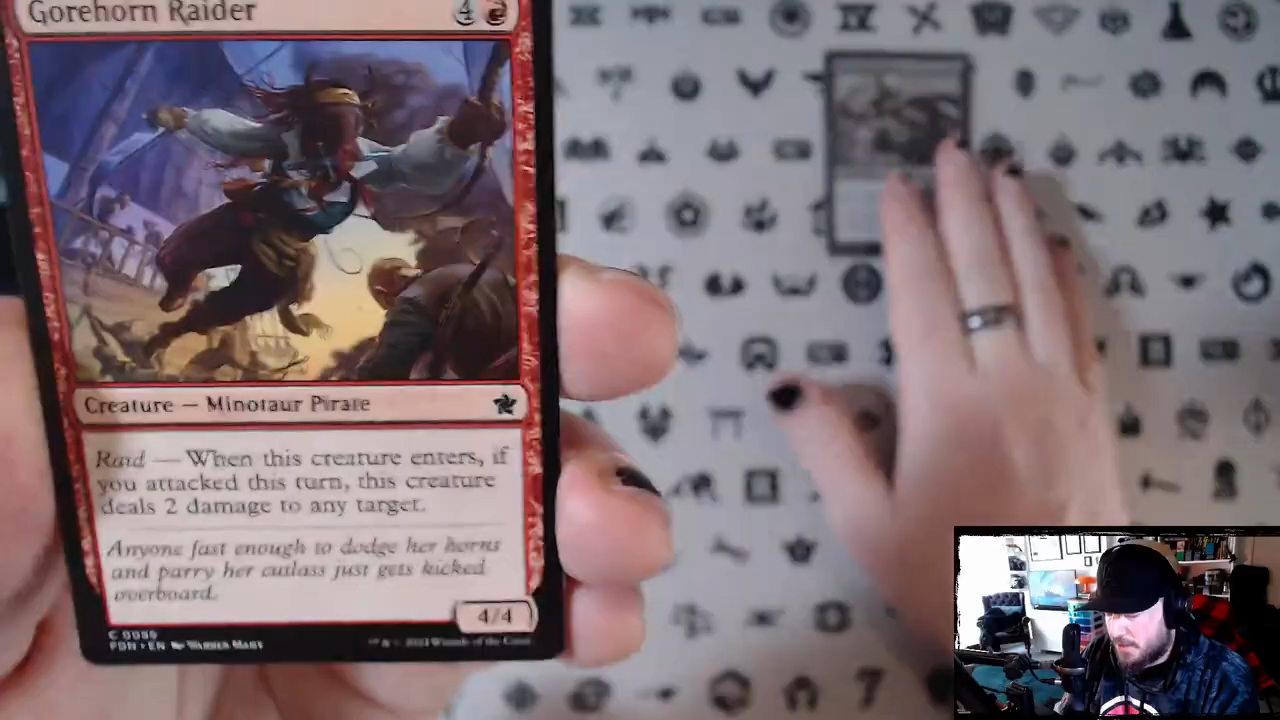 Gorehorn Raider 4
Creature — Minotaur Pirate
Raid — When this creature enters, if
you attacked this turn, this creature
deals 2 damage to any target.
Anyone fast enough to dodge her horns
and parry her cutlass just gets kicked
overboard.
4/4
FDN • EN